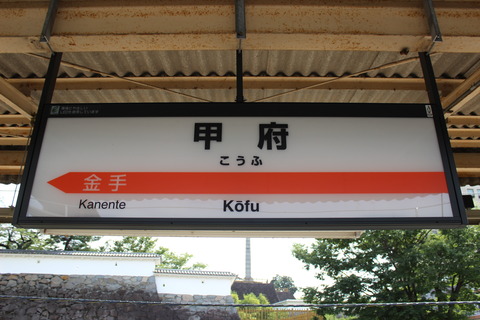 甲府
こうふ
金手
Kanente
Kōfu